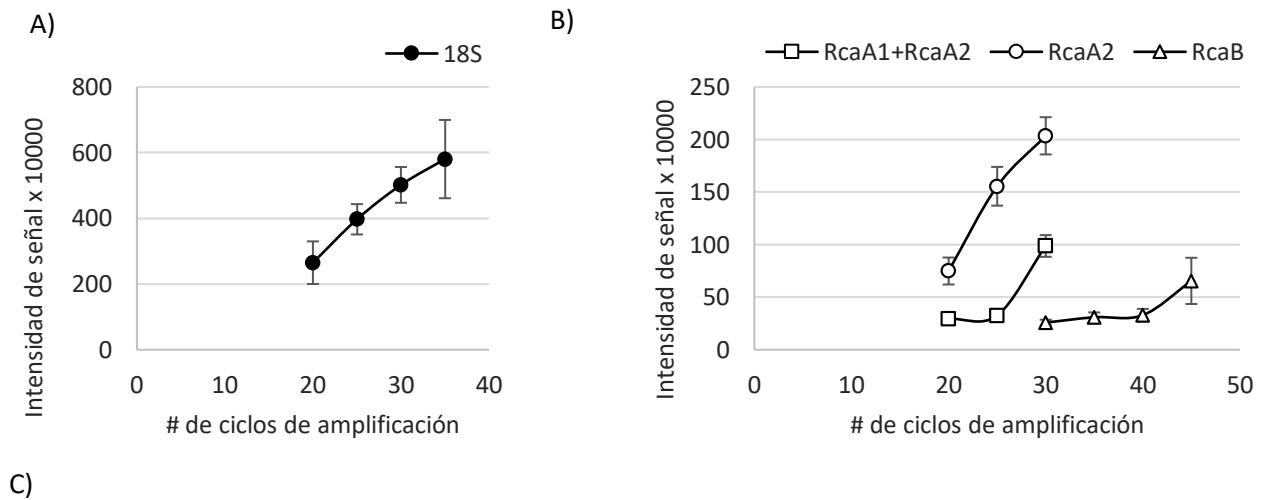 A)
18S
800
600
400
200
0
0 10 20 30 40
Intensidad de señal x 10000
# de ciclos de amplificación
B)
RcaA1+RcaA2 RcaA2 RcaB
250
200
150
100
50
0
0 10 20 30 40 50
Intensidad de señal x 10000
# de ciclos de amplificación
C)